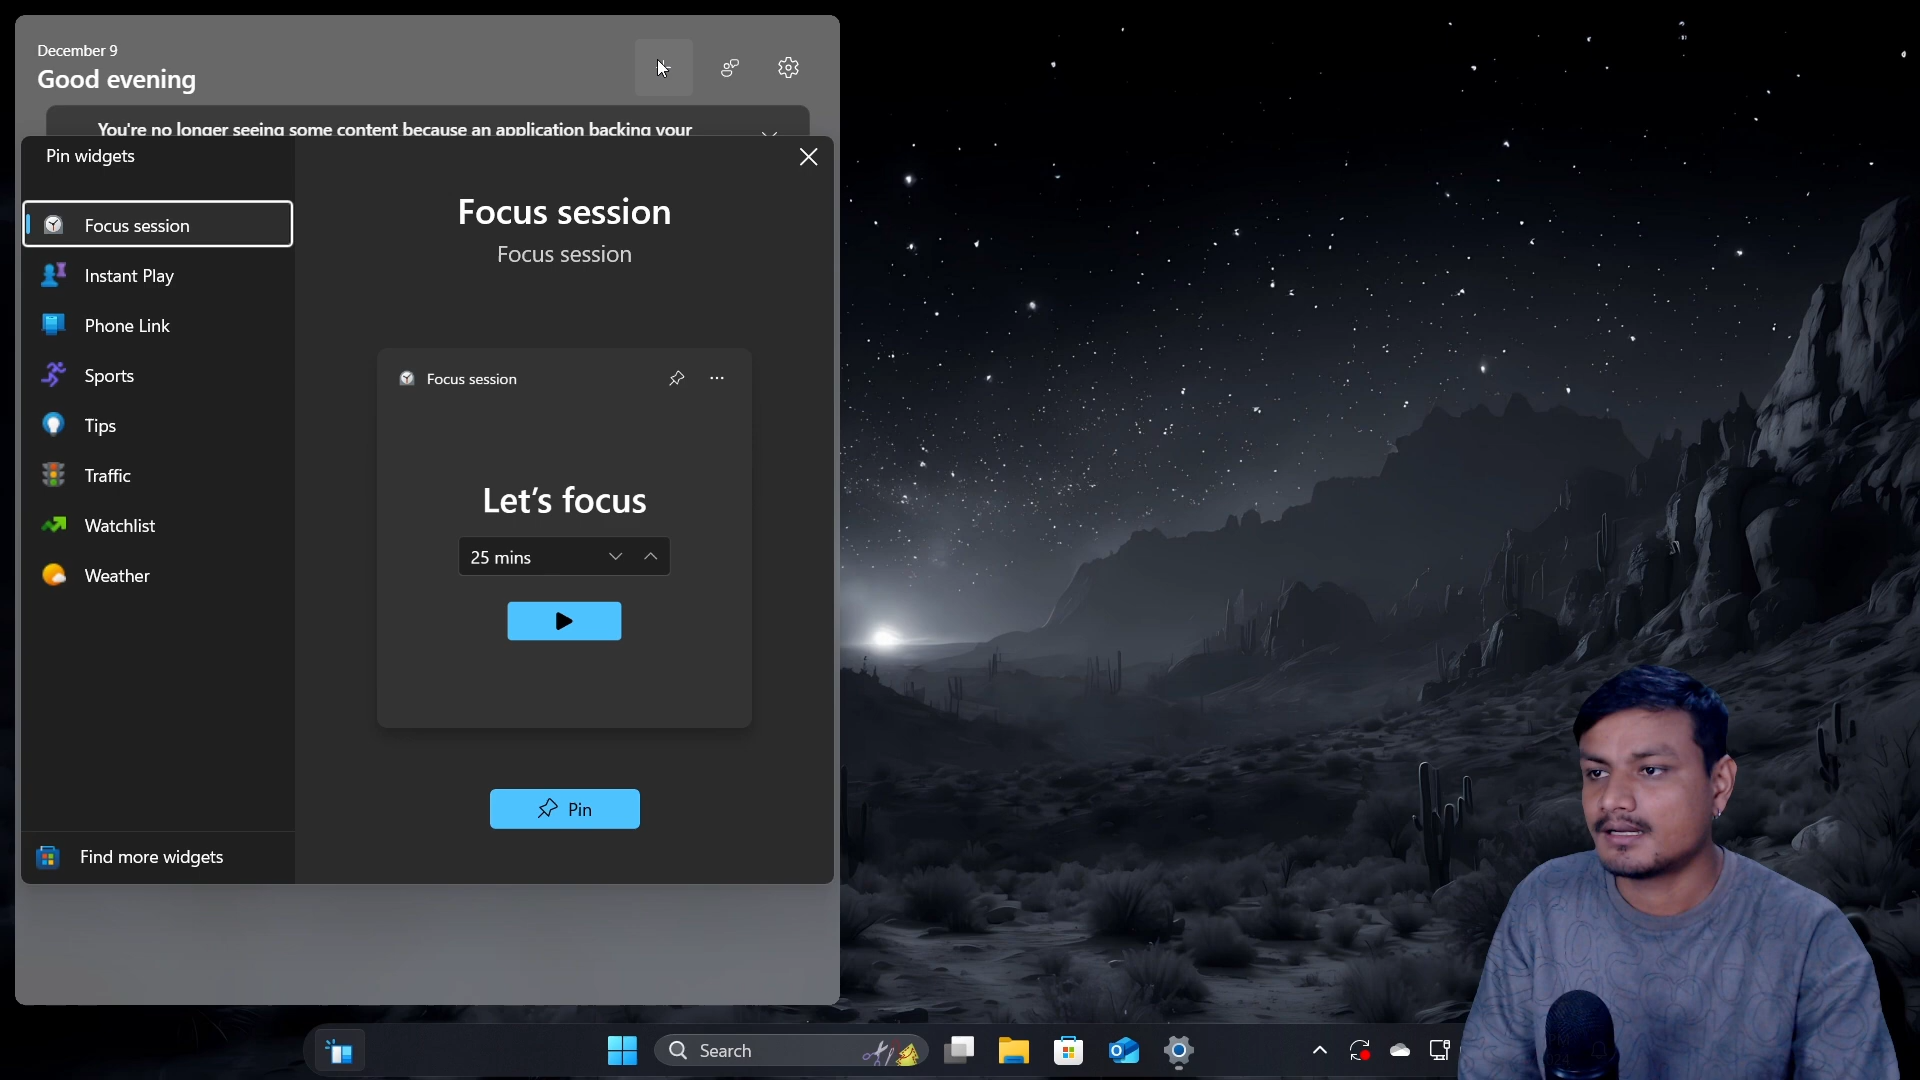 December 9
Good evening
You're no longer seeing some content because an application backing your
Pin widgets
Focus session
Instant Play
Phone Link
Sports
Tips
Traffic
Watchlist
Weather
Find more widgets
Focus session
Focus session
Focus session
Let's focus
25 mins
Pin
Search